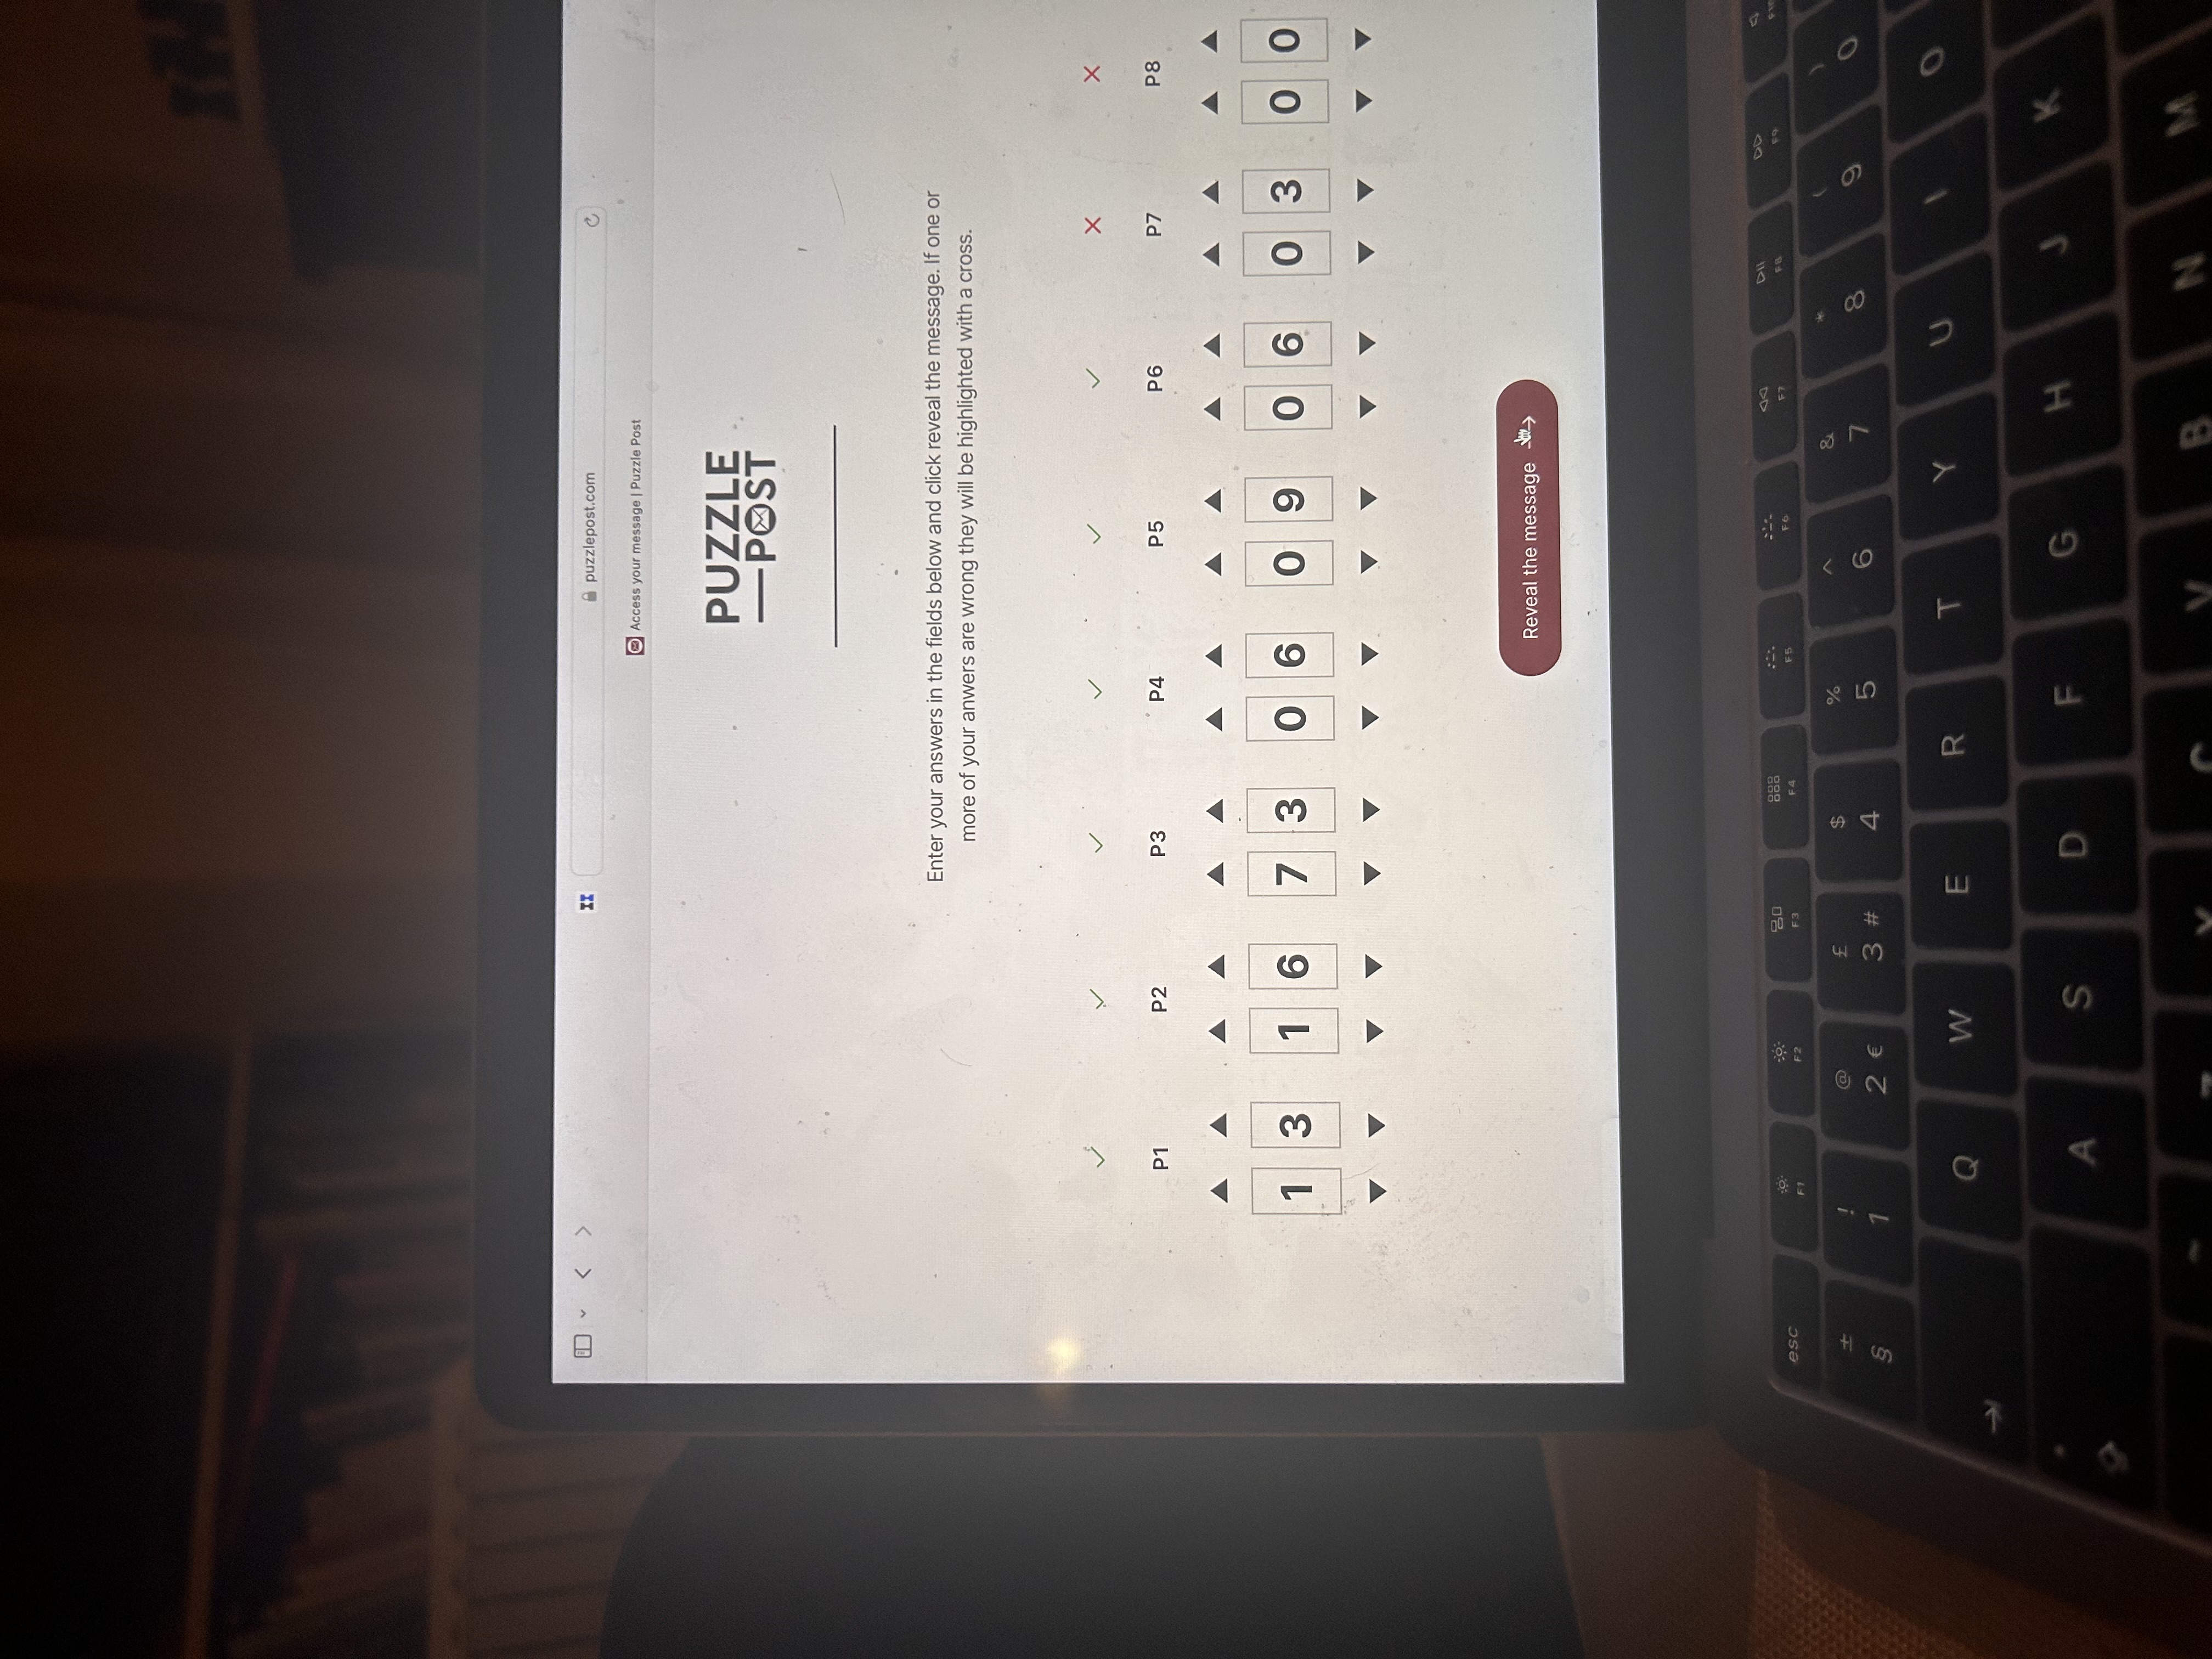 puzzlepost.com
Access your message | Puzzle Post
PUZZLE
POST
Enter your answers in the fields below and click reveal the message. If one or
more of your anwers are wrong they will be highlighted with a cross.
P1 P2 P3 P4 P5 P6 P7 P8
1 3 1 6 7 3 0 6 0 9 0 6 0 3 0 0
Reveal the message
esc F1 F2 F3 F4 F5 F6 F7 F8 F9 F10
± ! @ £ $ % ^ & * ( )
§ 1 2 € 3 # 4 5 6 7 8 9 0
Q W E R T Y U I O
A S D F G H J K
X C V B N M